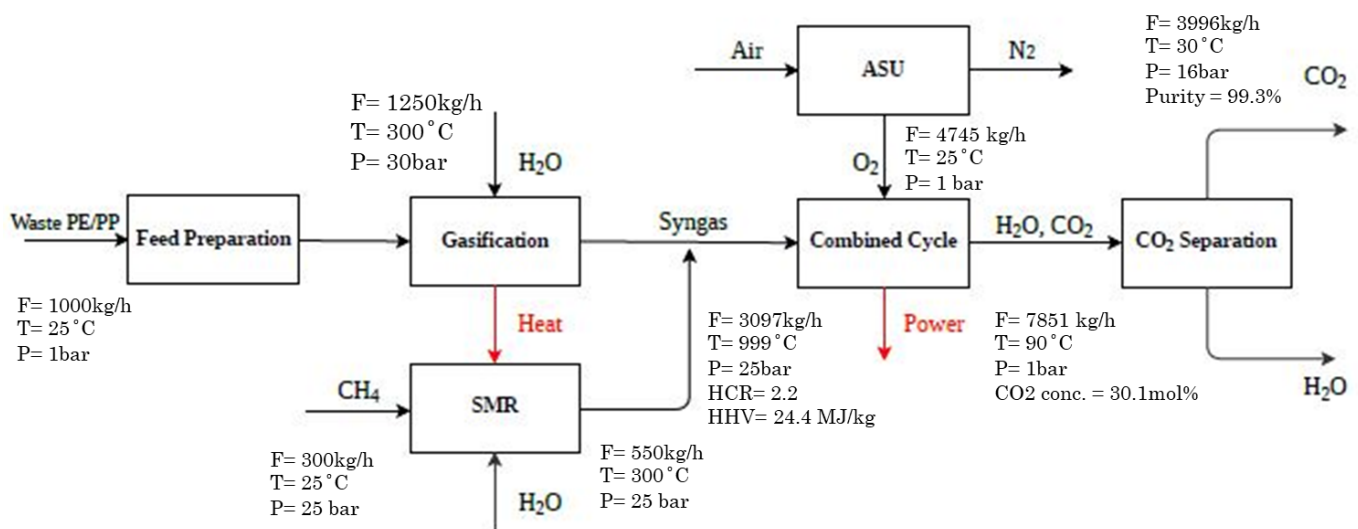 F= 3996kg/h
T= 30˚C
P= 16bar
Purity = 99.3%
CO2
Air
ASU
N2
F= 1250kg/h
T= 300˚C
P= 30bar
H2O
F= 4745 kg/h
T= 25˚C
P= 1 bar
O2
Waste PE/PP
Feed Preparation
Gasification
Syngas
Combined Cycle
H2O, CO2
CO2 Separation
F= 1000kg/h
T= 25˚C
P= 1bar
Heat
F= 3097kg/h
T= 999˚C
P= 25bar
HCR= 2.2
HHV= 24.4 MJ/kg
Power
F= 7851 kg/h
T= 90˚C
P= 1bar
CO2 conc. = 30.1mol%
H2O
CH4
SMR
F= 300kg/h
T= 25˚C
P= 25 bar
H2O
F= 550kg/h
T= 300˚C
P= 25 bar